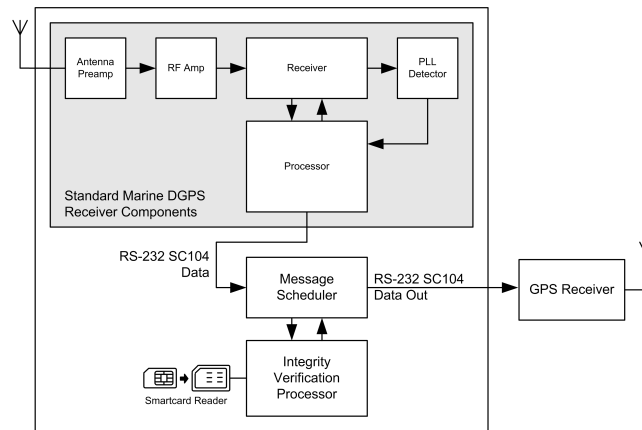 Antenna
Preamp
RF Amp
Receiver
PLL
Detector
Processor
Standard Marine DGPS
Receiver Components
RS-232 SC104
Data
Message
Scheduler
RS-232 SC104
Data Out
GPS Receiver
Integrity
Verification
Processor
Smartcard Reader